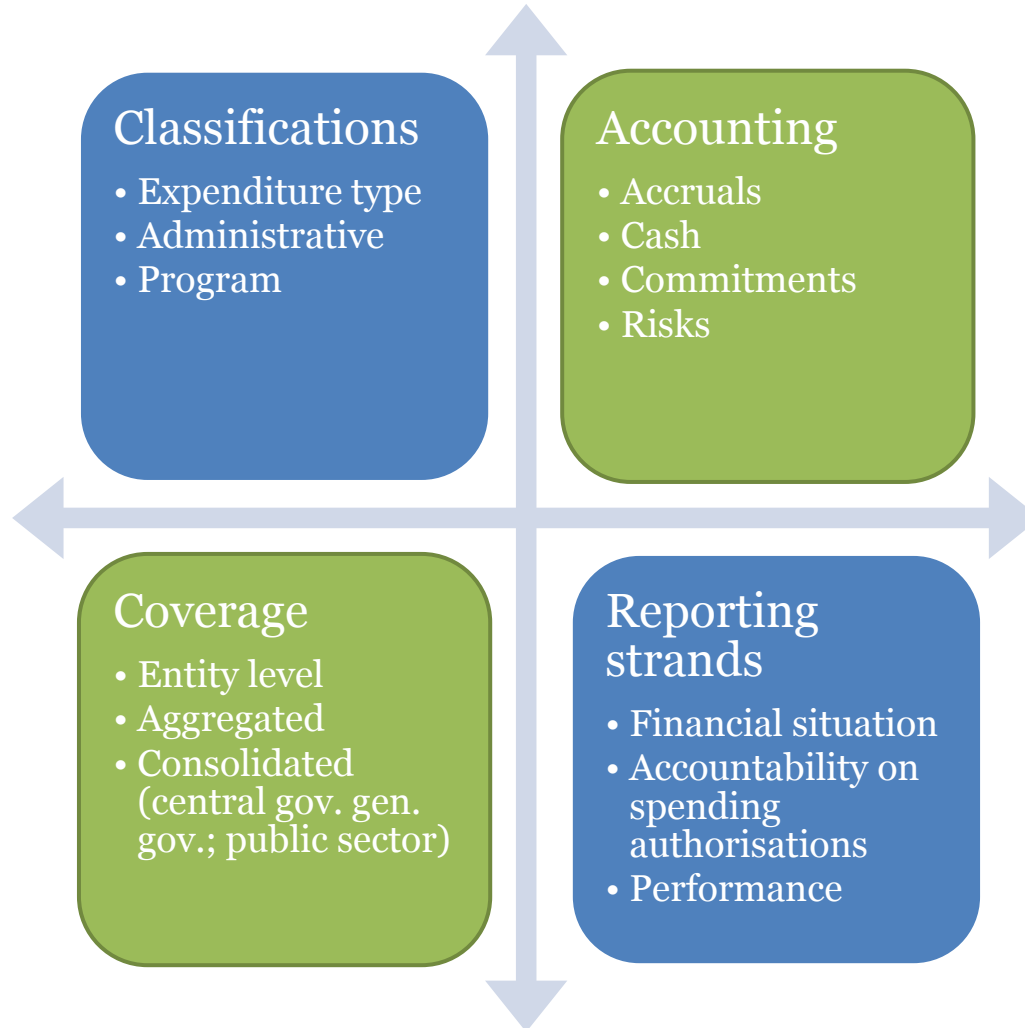 Classifications
• Expenditure type
• Administrative
• Program
Accounting
• Accruals
• Cash
• Commitments
• Risks
Coverage
• Entity level
• Aggregated
• Consolidated
(central gov. gen.
gov.; public sector)
Reporting
strands
• Financial situation
• Accountability on
spending
authorisations
• Performance